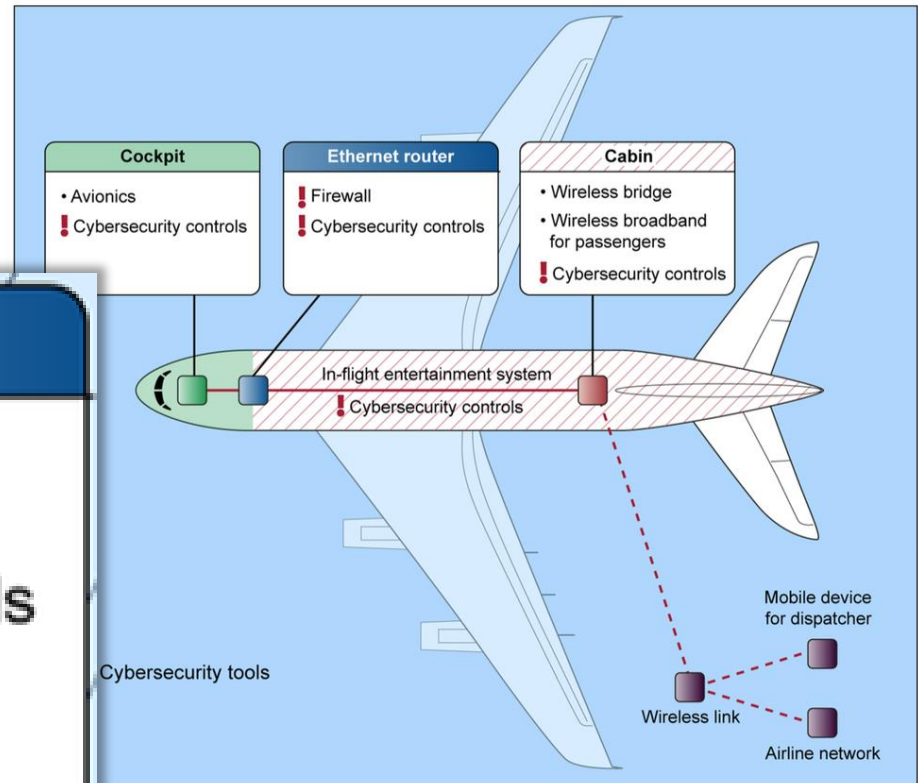 Cockpit
• Avionics
! Cybersecurity controls
Ethernet router
! Firewall
! Cybersecurity controls
Cabin
• Wireless bridge
• Wireless broadband
for passengers
! Cybersecurity controls
In-flight entertainment system
! Cybersecurity controls
Cybersecurity tools
Mobile device
for dispatcher
Wireless link
Airline network